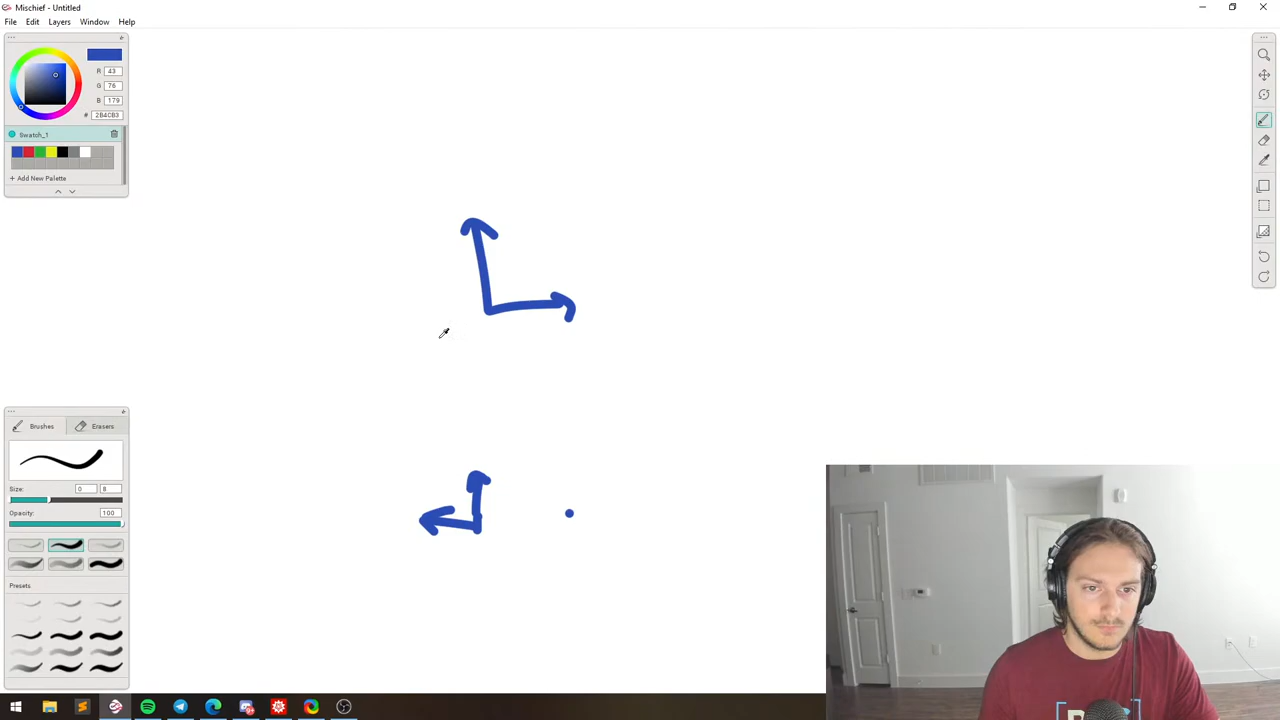 Mischief - Untitled
File Edit Layers Window Help
R 43
G 76
B 179
# 2B4CB3
Swatch_1
+ Add New Palette
Brushes Erasers
Size: 0 8
Opacity: 100
Presets